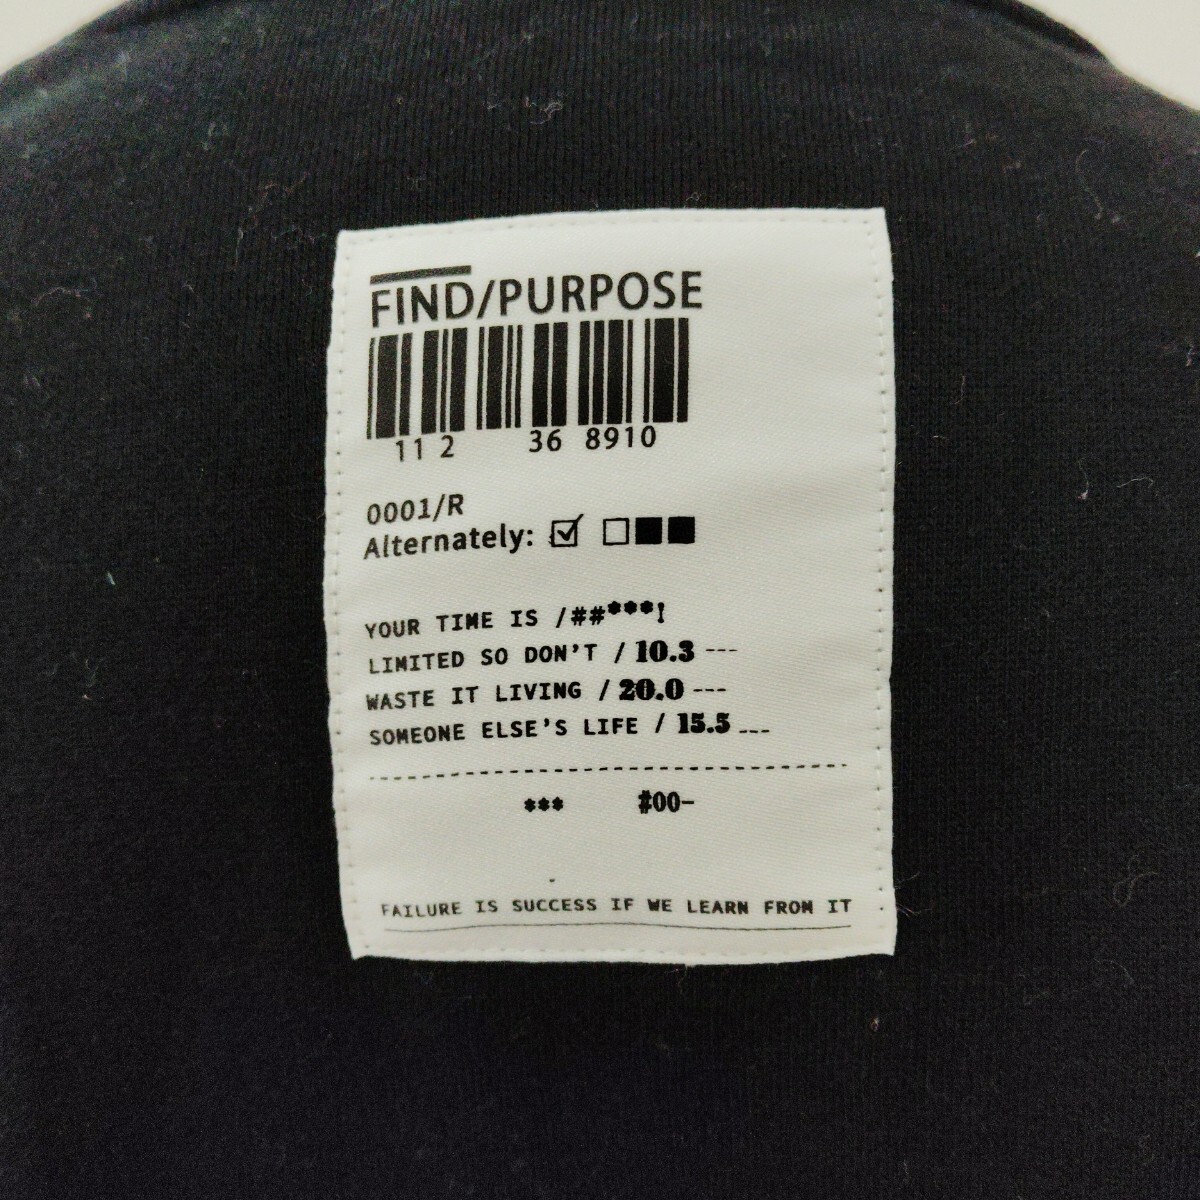 FIND/PURPOSE
11 2 36 8910
0001/R
Alternately:
YOUR TIME IS /##***!
LIMITED SO DON'T / 10.3 ---
WASTE IT LIVING / 20.0 ---
SOMEONE ELSE'S LIFE / 15.5 ---
*** #00-
FAILURE IS SUCCESS IF WE LEARN FROM IT